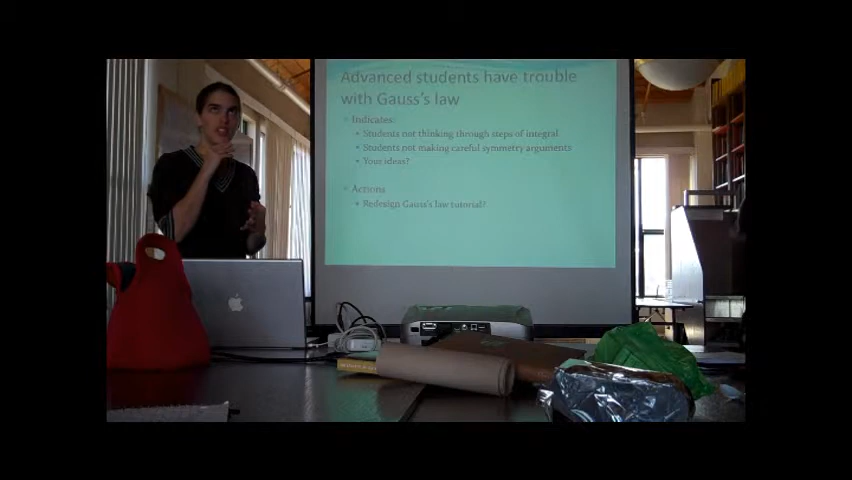 Advanced students have trouble
with Gauss's law
Indicates:
Students not thinking through steps of integral
Students not making careful symmetry arguments
Your ideas?
Actions
Redesign Gauss's law tutorial?